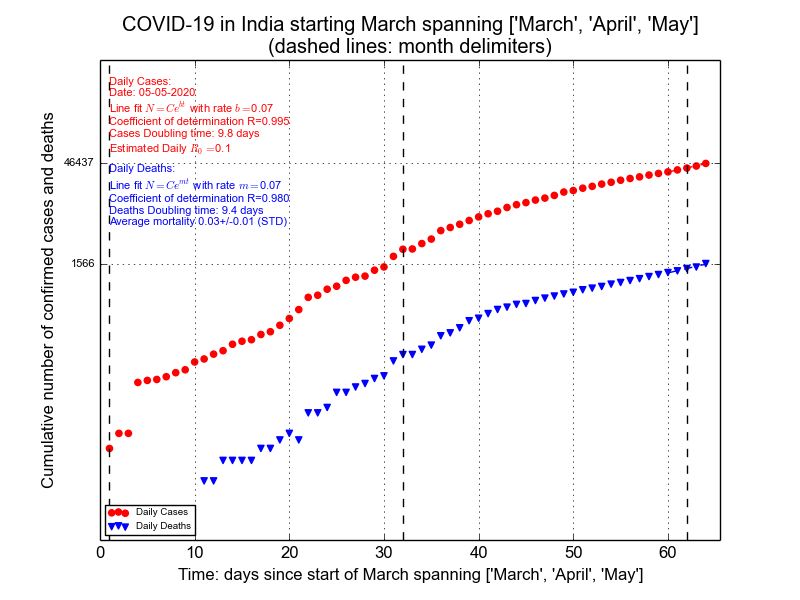 COVID-19 in India starting March spanning ['March', 'April', 'May']
(dashed lines: month delimiters)
Daily Cases:
Date: 05-05-2020
Line fit N = Ce^{bt} with rate b = 0.07
Coefficient of determination R=0.995
Cases Doubling time: 9.8 days
Estimated Daily R_0 = 0.1
Daily Deaths:
Line fit N = Ce^{mt} with rate m = 0.07
Coefficient of determination R=0.980
Deaths Doubling time: 9.4 days
Average mortality 0.03+/-0.01 (STD)
46437
1566
Cumulative number of confirmed cases and deaths
Daily Cases
Daily Deaths
0 10 20 30 40 50 60
Time: days since start of March spanning ['March', 'April', 'May']